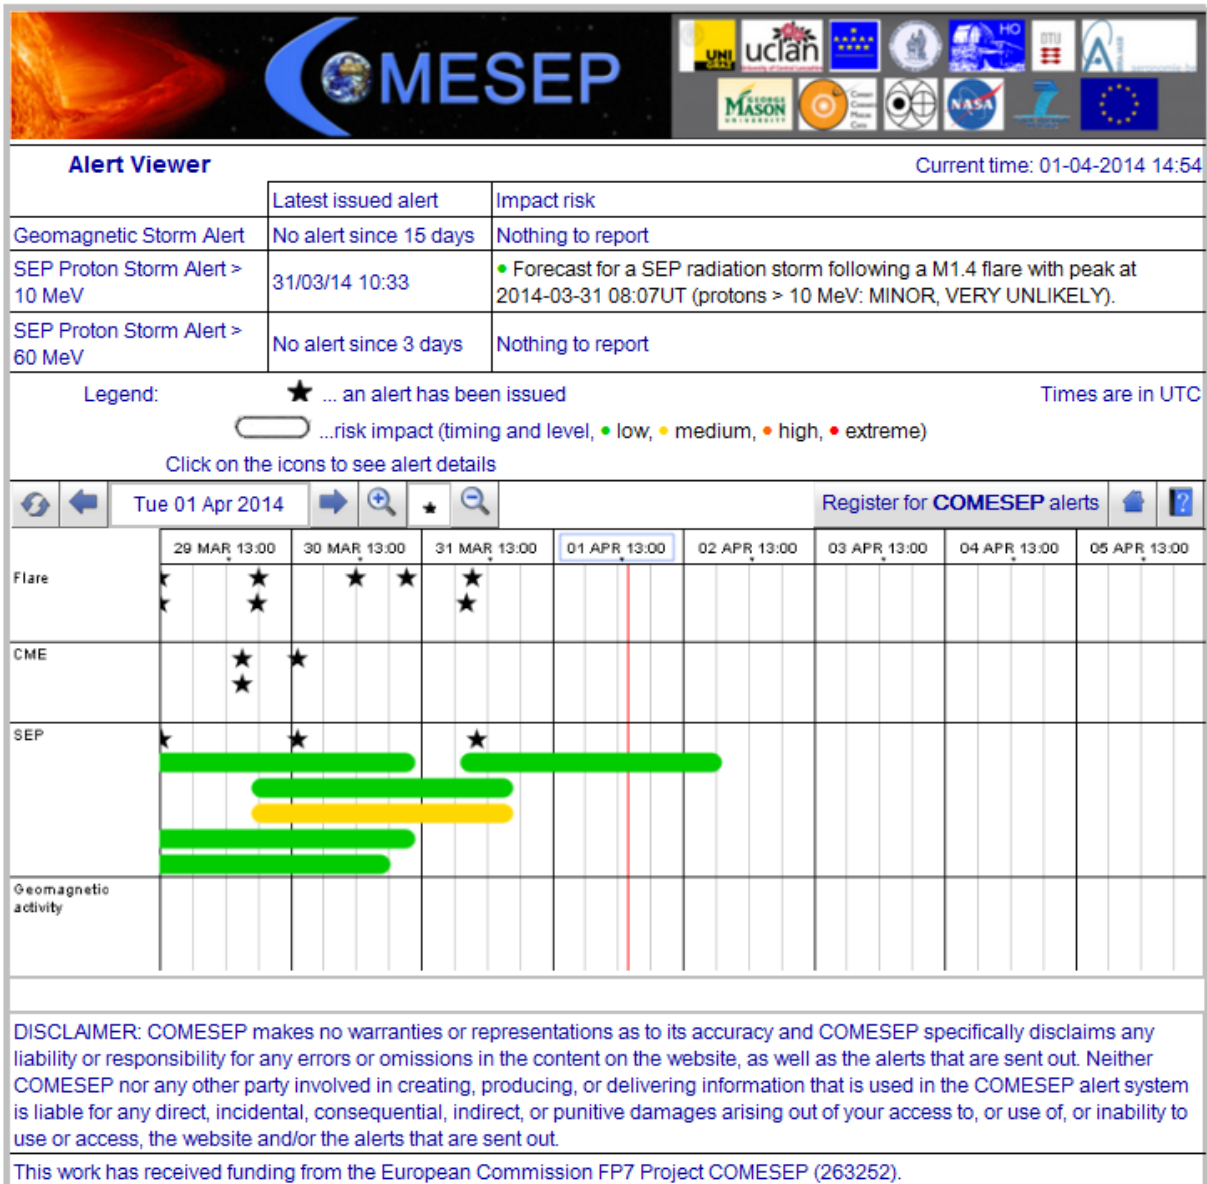 COMESEP
UNI
GRAZ
uclan
HO
DTU
MASON
NASA
Alert Viewer
Current time: 01-04-2014 14:54
Latest issued alert
Impact risk
Geomagnetic Storm Alert
No alert since 15 days
Nothing to report
SEP Proton Storm Alert >
10 MeV
31/03/14 10:33
• Forecast for a SEP radiation storm following a M1.4 flare with peak at
2014-03-31 08:07UT (protons > 10 MeV: MINOR, VERY UNLIKELY).
SEP Proton Storm Alert >
60 MeV
No alert since 3 days
Nothing to report
Legend:
★ ... an alert has been issued
Times are in UTC
...risk impact (timing and level, • low, • medium, • high, • extreme)
Click on the icons to see alert details
Tue 01 Apr 2014
Register for COMESEP alerts
?
29 MAR 13:00
30 MAR 13:00
31 MAR 13:00
01 APR 13:00
02 APR 13:00
03 APR 13:00
04 APR 13:00
05 APR 13:00
Flare
CME
SEP
Geomagnetic
activity
DISCLAIMER: COMESEP makes no warranties or representations as to its accuracy and COMESEP specifically disclaims any
liability or responsibility for any errors or omissions in the content on the website, as well as the alerts that are sent out. Neither
COMESEP nor any other party involved in creating, producing, or delivering information that is used in the COMESEP alert system
is liable for any direct, incidental, consequential, indirect, or punitive damages arising out of your access to, or use of, or inability to
use or access, the website and/or the alerts that are sent out.
This work has received funding from the European Commission FP7 Project COMESEP (263252).